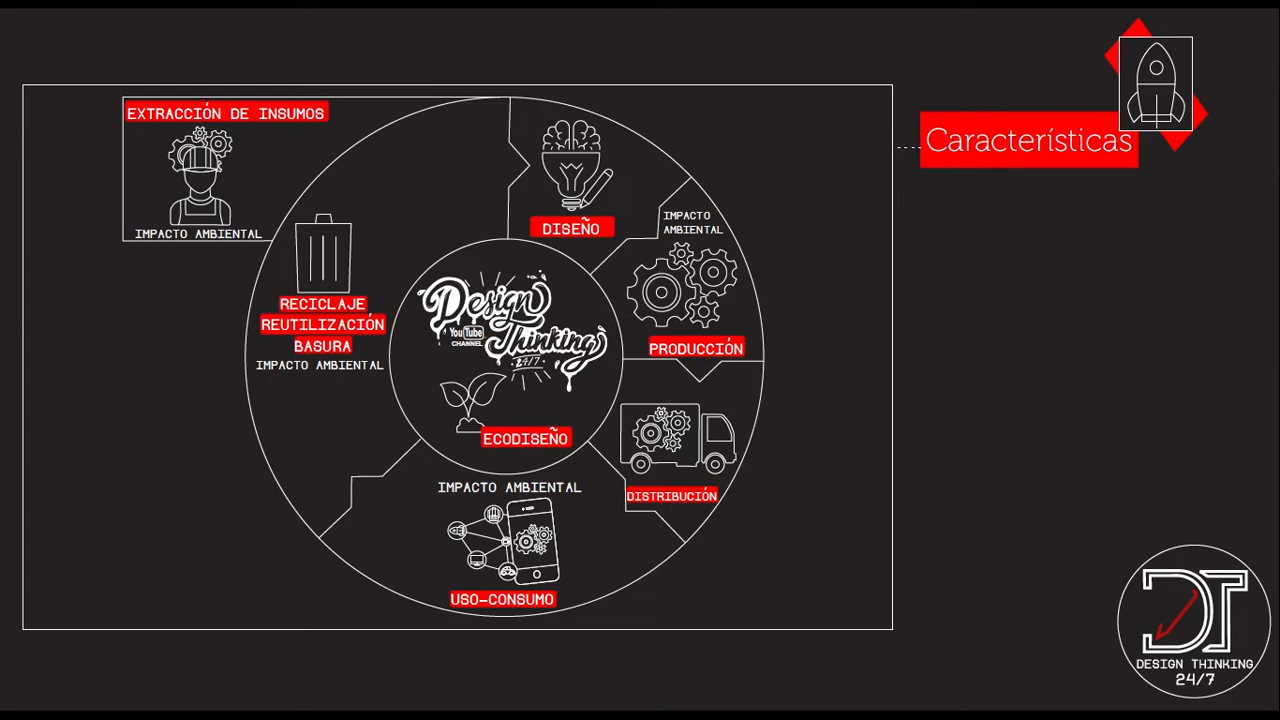 Características
EXTRACCIÓN DE INSUMOS
IMPACTO AMBIENTAL
DISEÑO
IMPACTO
AMBIENTAL
PRODUCCIÓN
DISTRIBUCIÓN
IMPACTO AMBIENTAL
USO-CONSUMO
RECICLAJE
REUTILIZACIÓN
BASURA
IMPACTO AMBIENTAL
Design
YouTube
CHANNEL
Thinking
24/7
ECODISEÑO
DT
DESIGN THINKING
24/7